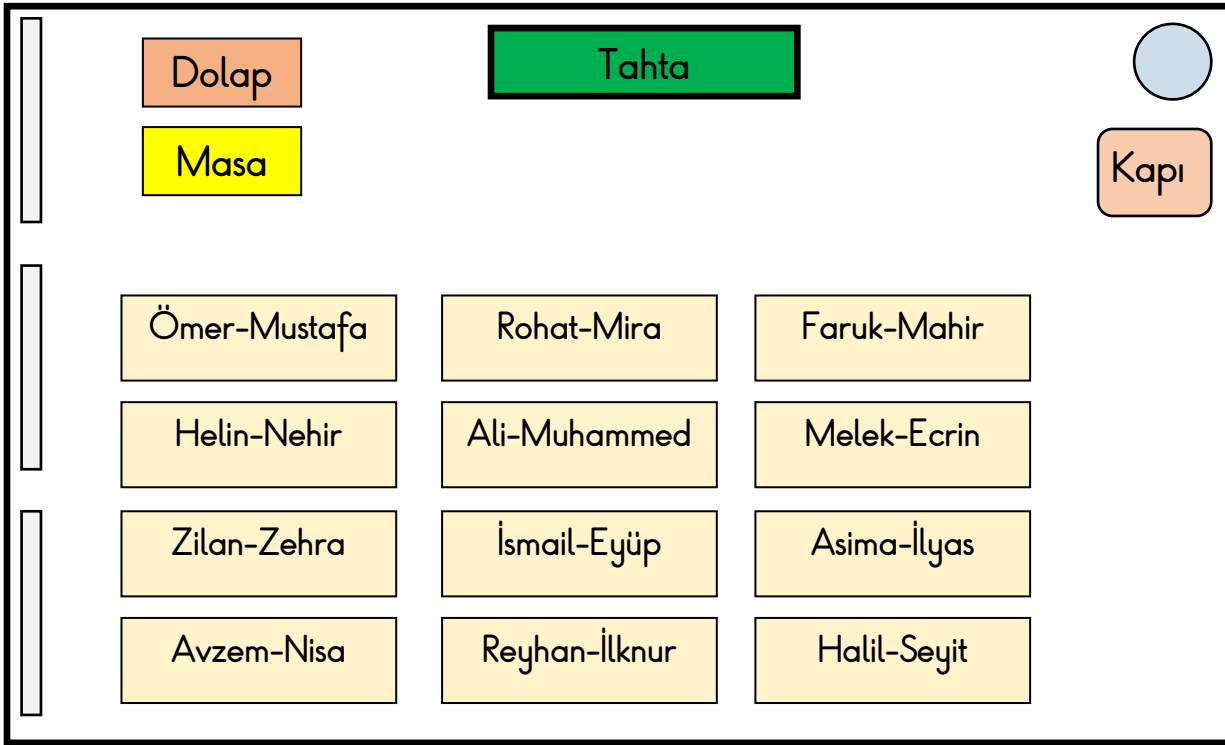 Dolap
Tahta
Masa
Kapı
Ömer-Mustafa
Rohat-Mira
Faruk-Mahir
Helin-Nehir
Ali-Muhammed
Melek-Ecrin
Zilan-Zehra
İsmail-Eyüp
Asima-İlyas
Avzem-Nisa
Reyhan-İlknur
Halil-Seyit